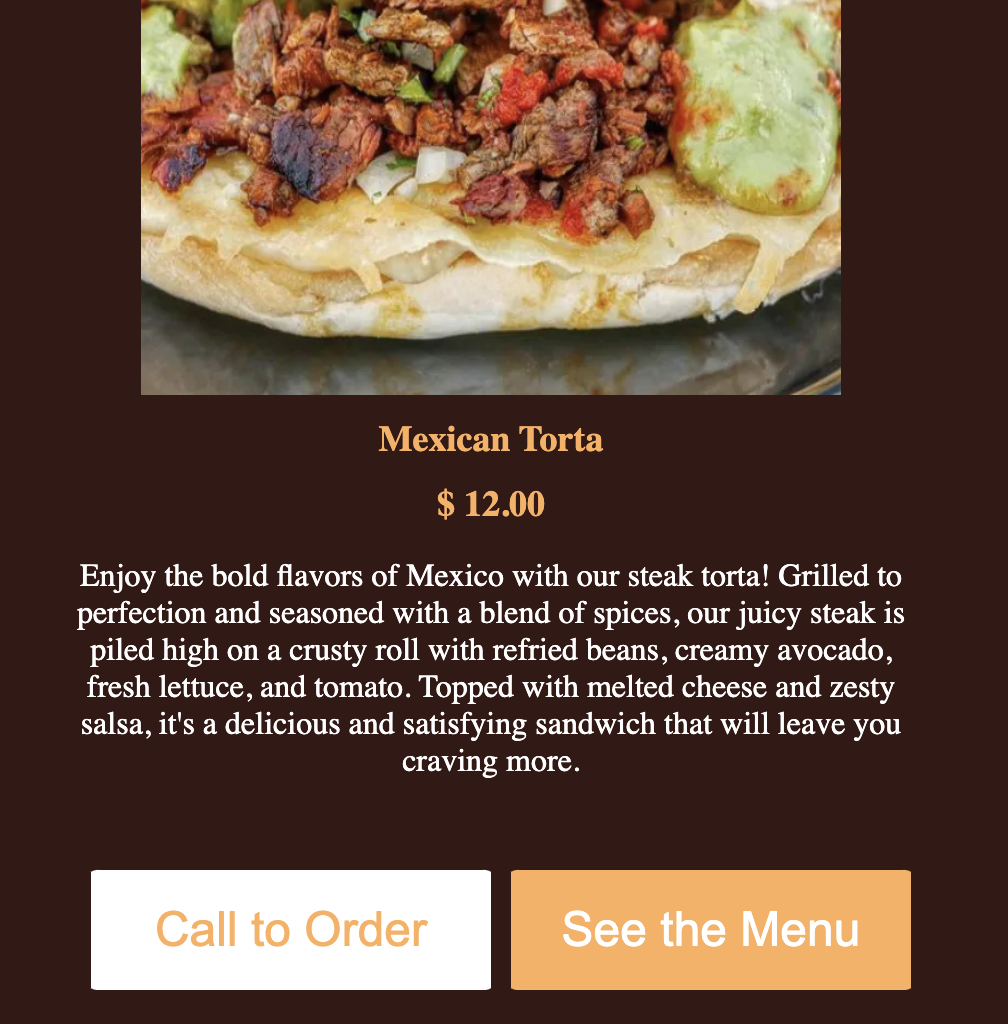 Mexican Torta
$ 12.00
Enjoy the bold flavors of Mexico with our steak torta! Grilled to
perfection and seasoned with a blend of spices, our juicy steak is
piled high on a crusty roll with refried beans, creamy avocado,
fresh lettuce, and tomato. Topped with melted cheese and zesty
salsa, it's a delicious and satisfying sandwich that will leave you
craving more.
Call to Order
See the Menu